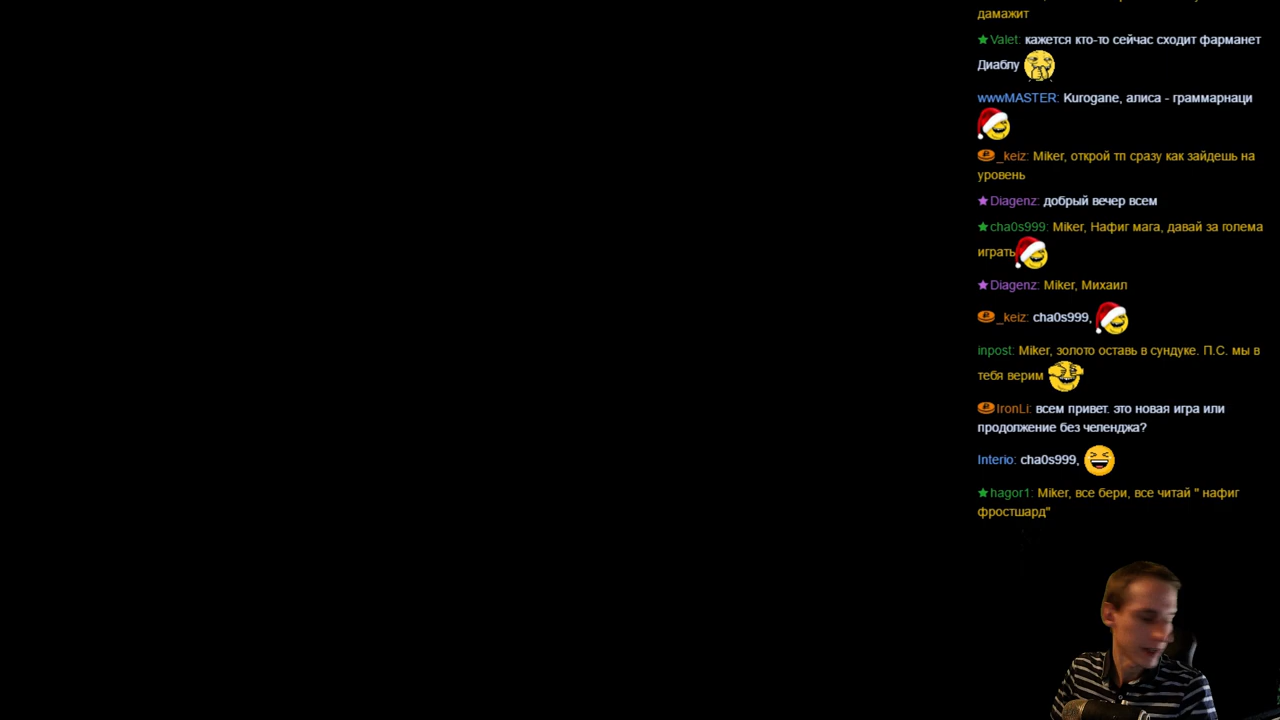 дамажит
Valet: кажется кто-то сейчас сходит фарманет
Диаблу
wwwMASTER: Kurogane, алиса - граммарнаци
_keiz: Miker, открой тп сразу как зайдешь на
уровень
Diagenz: добрый вечер всем
cha0s999: Miker, Нафиг мага, давай за голема
играть
Diagenz: Miker, Михаил
_keiz: cha0s999,
inpost: Miker, золото оставь в сундуке. П.С. мы в
тебя верим
IronLi: всем привет. это новая игра или
продолжение без челенджа?
Interio: cha0s999,
hagor1: Miker, все бери, все читай " нафиг
фростшард"